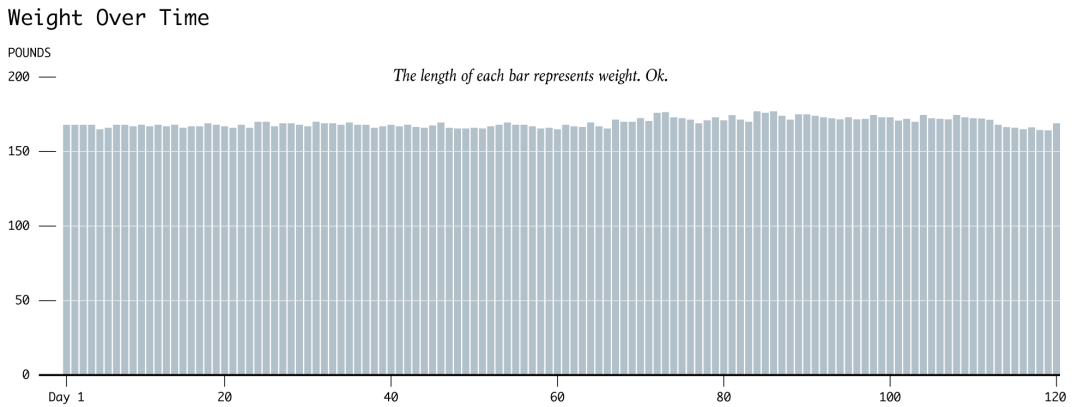 Weight Over Time
POUNDS
200
The length of each bar represents weight. Ok.
150
100
50
0
Day 1 20 40 60 80 100 120